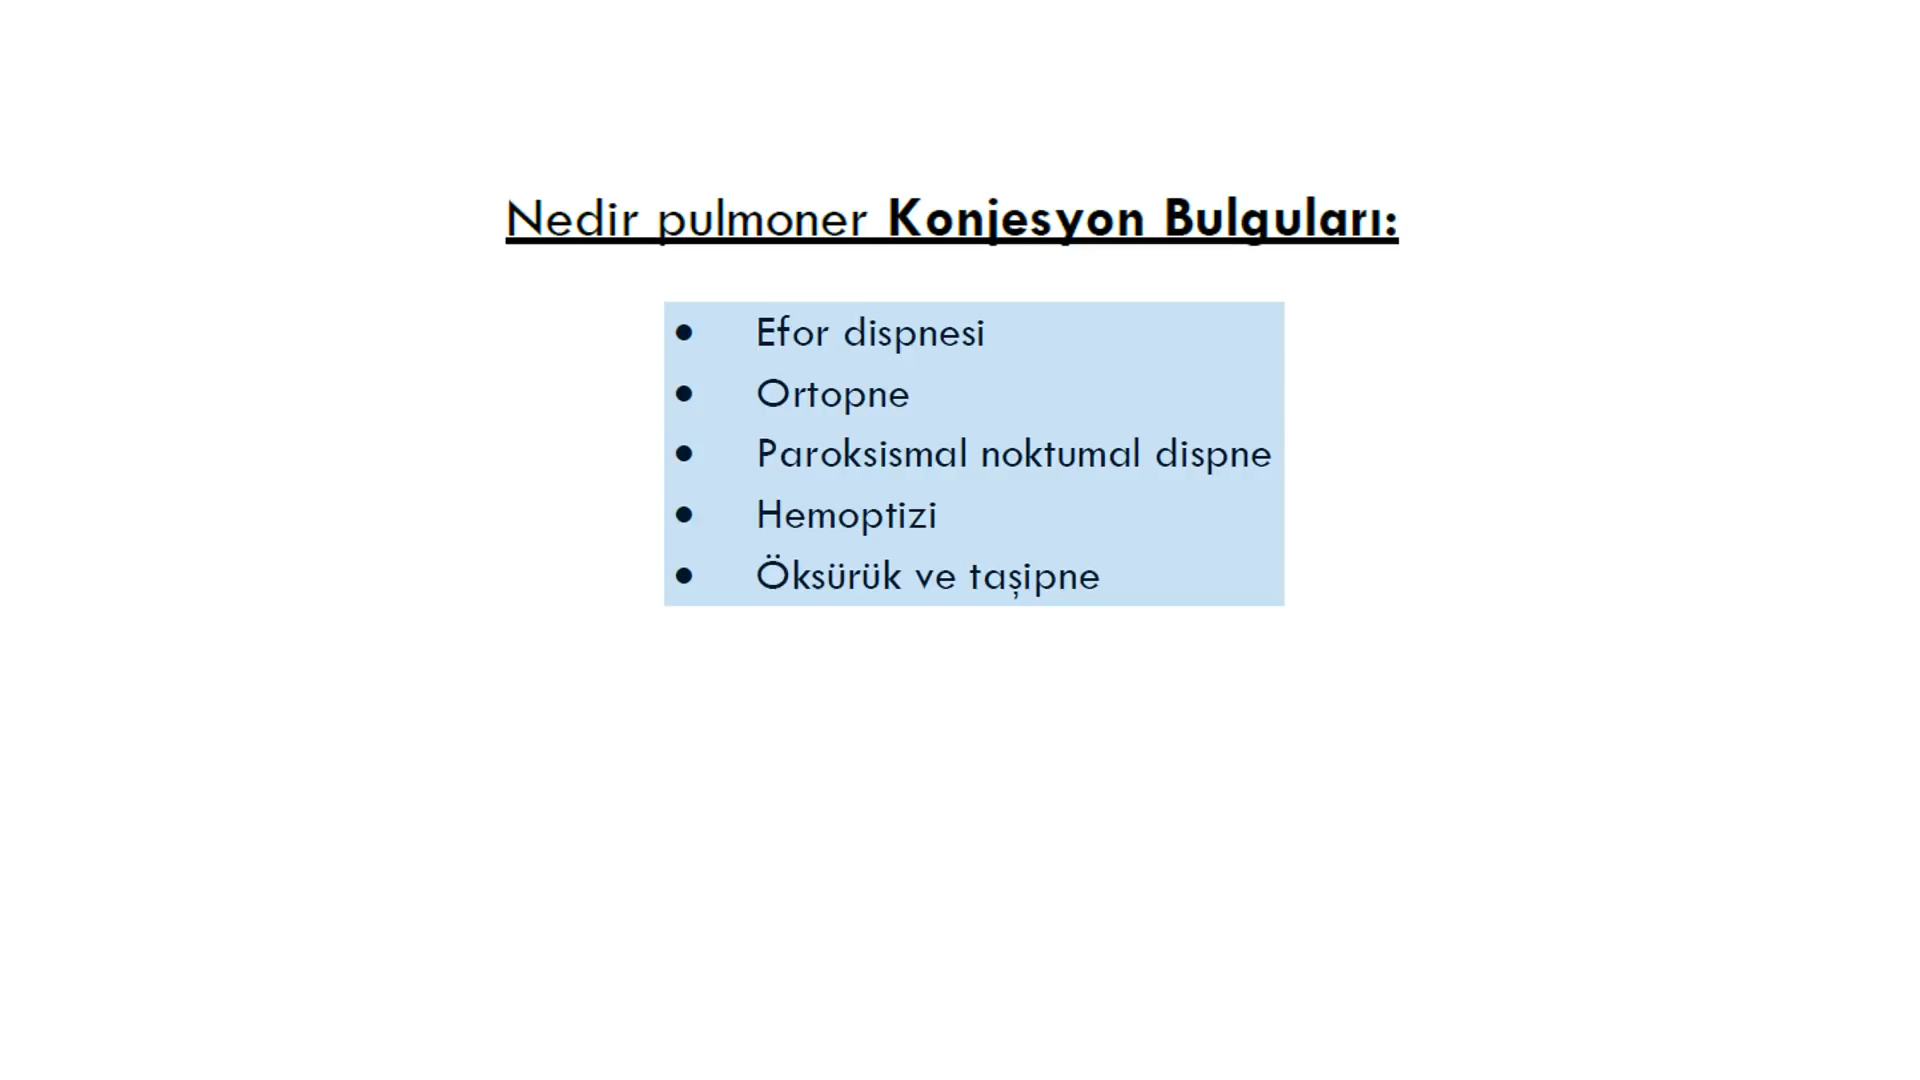 Nedir pulmoner Konjesyon Bulguları:
• Efor dispnesi
• Ortopne
• Paroksismal noktumal dispne
• Hemoptizi
• Öksürük ve taşipne